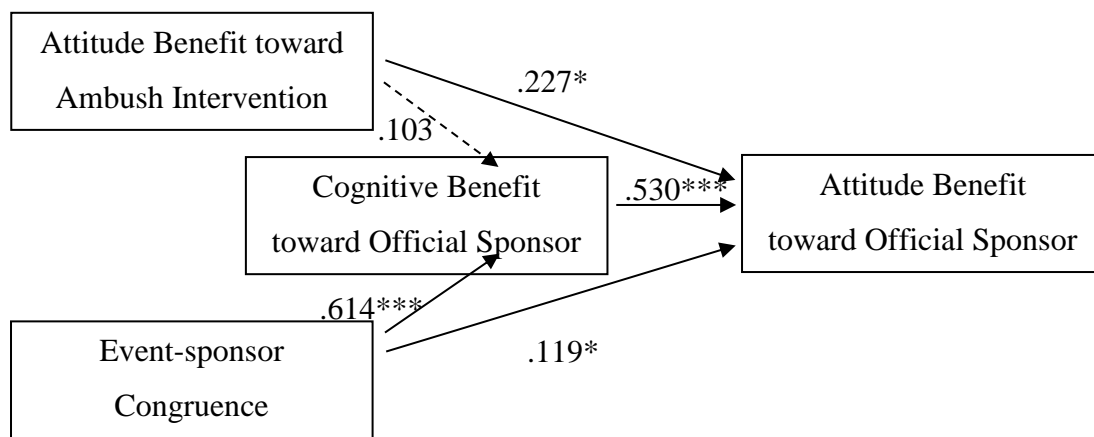 Attitude Benefit toward
Ambush Intervention
.227*
.103
Cognitive Benefit
toward Official Sponsor
.530***
Attitude Benefit
toward Official Sponsor
.614***
Event-sponsor
Congruence
.119*